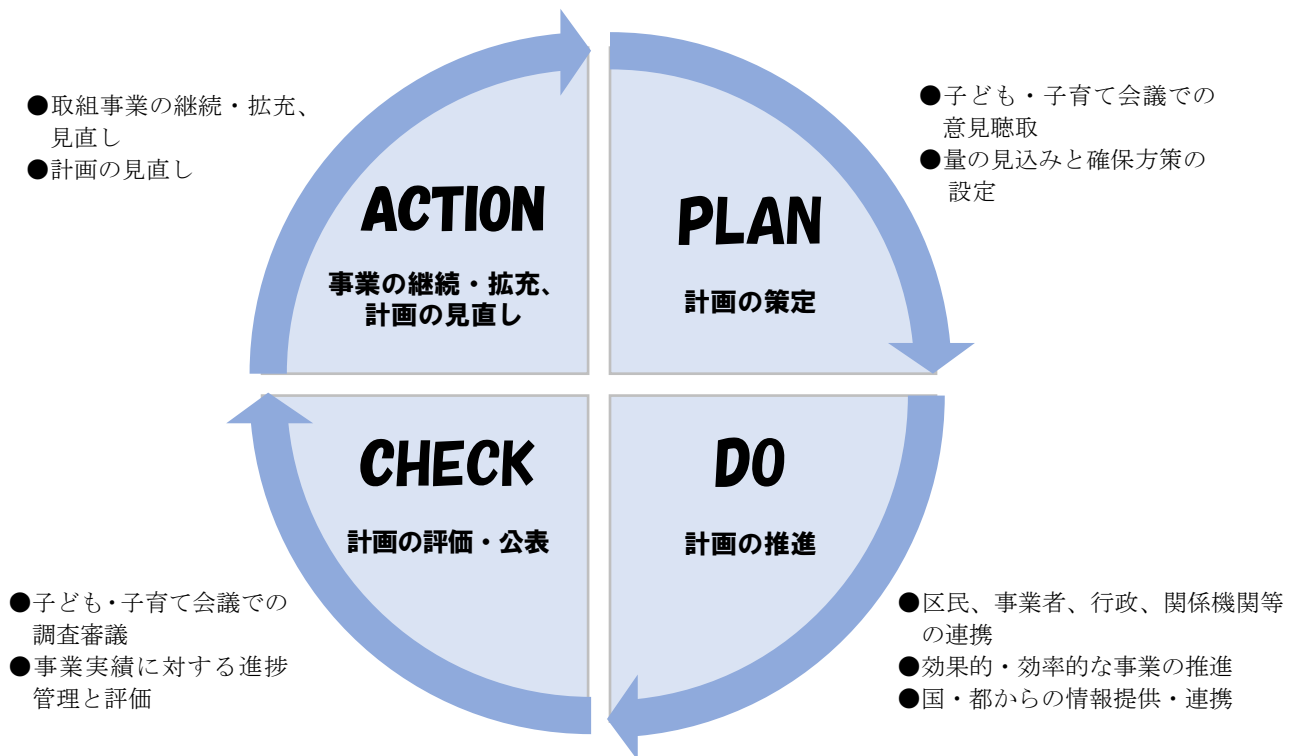 ●取組事業の継続・拡充、
見直し
●計画の見直し
ACTION
事業の継続・拡充、
計画の見直し
PLAN
計画の策定
●子ども・子育て会議での
意見聴取
●量の見込みと確保方策の
設定
CHECK
計画の評価・公表
DO
計画の推進
●子ども・子育て会議での
調査審議
●事業実績に対する進捗
管理と評価
●区民、事業者、行政、関係機関等
の連携
●効果的・効率的な事業の推進
●国・都からの情報提供・連携